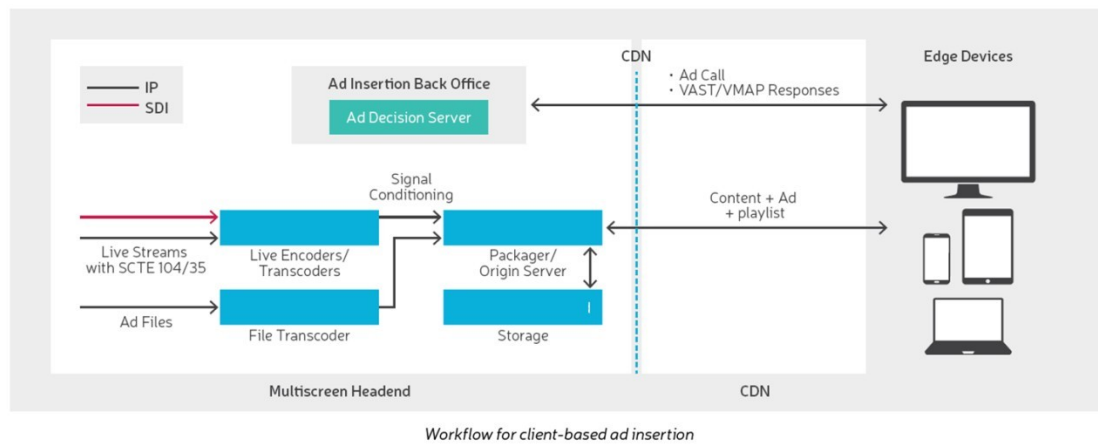 IP
SDI
Ad Insertion Back Office
Ad Decision Server
CDN
· Ad Call
· VAST/VMAP Responses
Edge Devices
Signal
Conditioning
Content + Ad
+ playlist
Live Streams
with SCTE 104/35
Live Encoders/
Transcoders
Packager/
Origin Server
Ad Files
File Transcoder
Storage
Multiscreen Headend
CDN
Workflow for client-based ad insertion